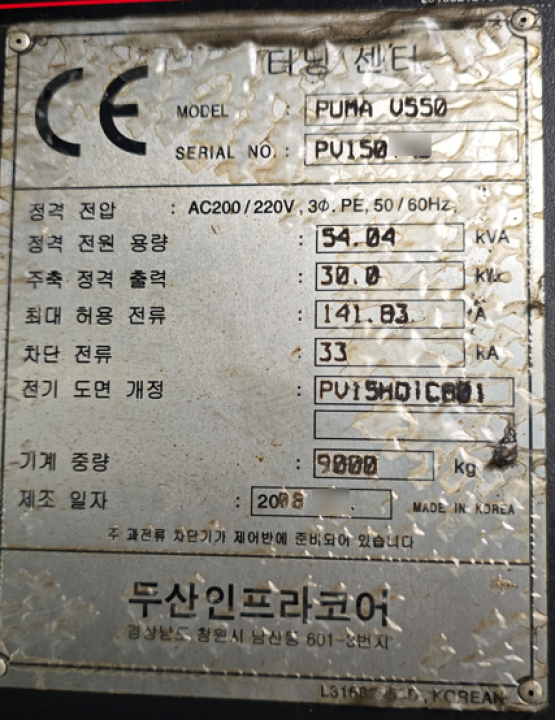 터닝 센터
CE
MODEL : PUMA V550
SERIAL NO. : PV150
정격 전압 : AC200/220V, 3Φ. PE, 50/60Hz,
정격 전원 용량 : 54.04 kVA
주축 정격 출력 : 30.0 kW
최대 허용 전류 : 141.83 A
차단 전류 : 33 kA
전기 도면 개정 :
기계 중량 : 9000 kg
제조 일자 : 2008 MADE IN KOREA
주 과전류 차단기가 제어반에 준비되어 있습니다
두산인프라코어
경상남도 창원시 남산동
, KOREAN